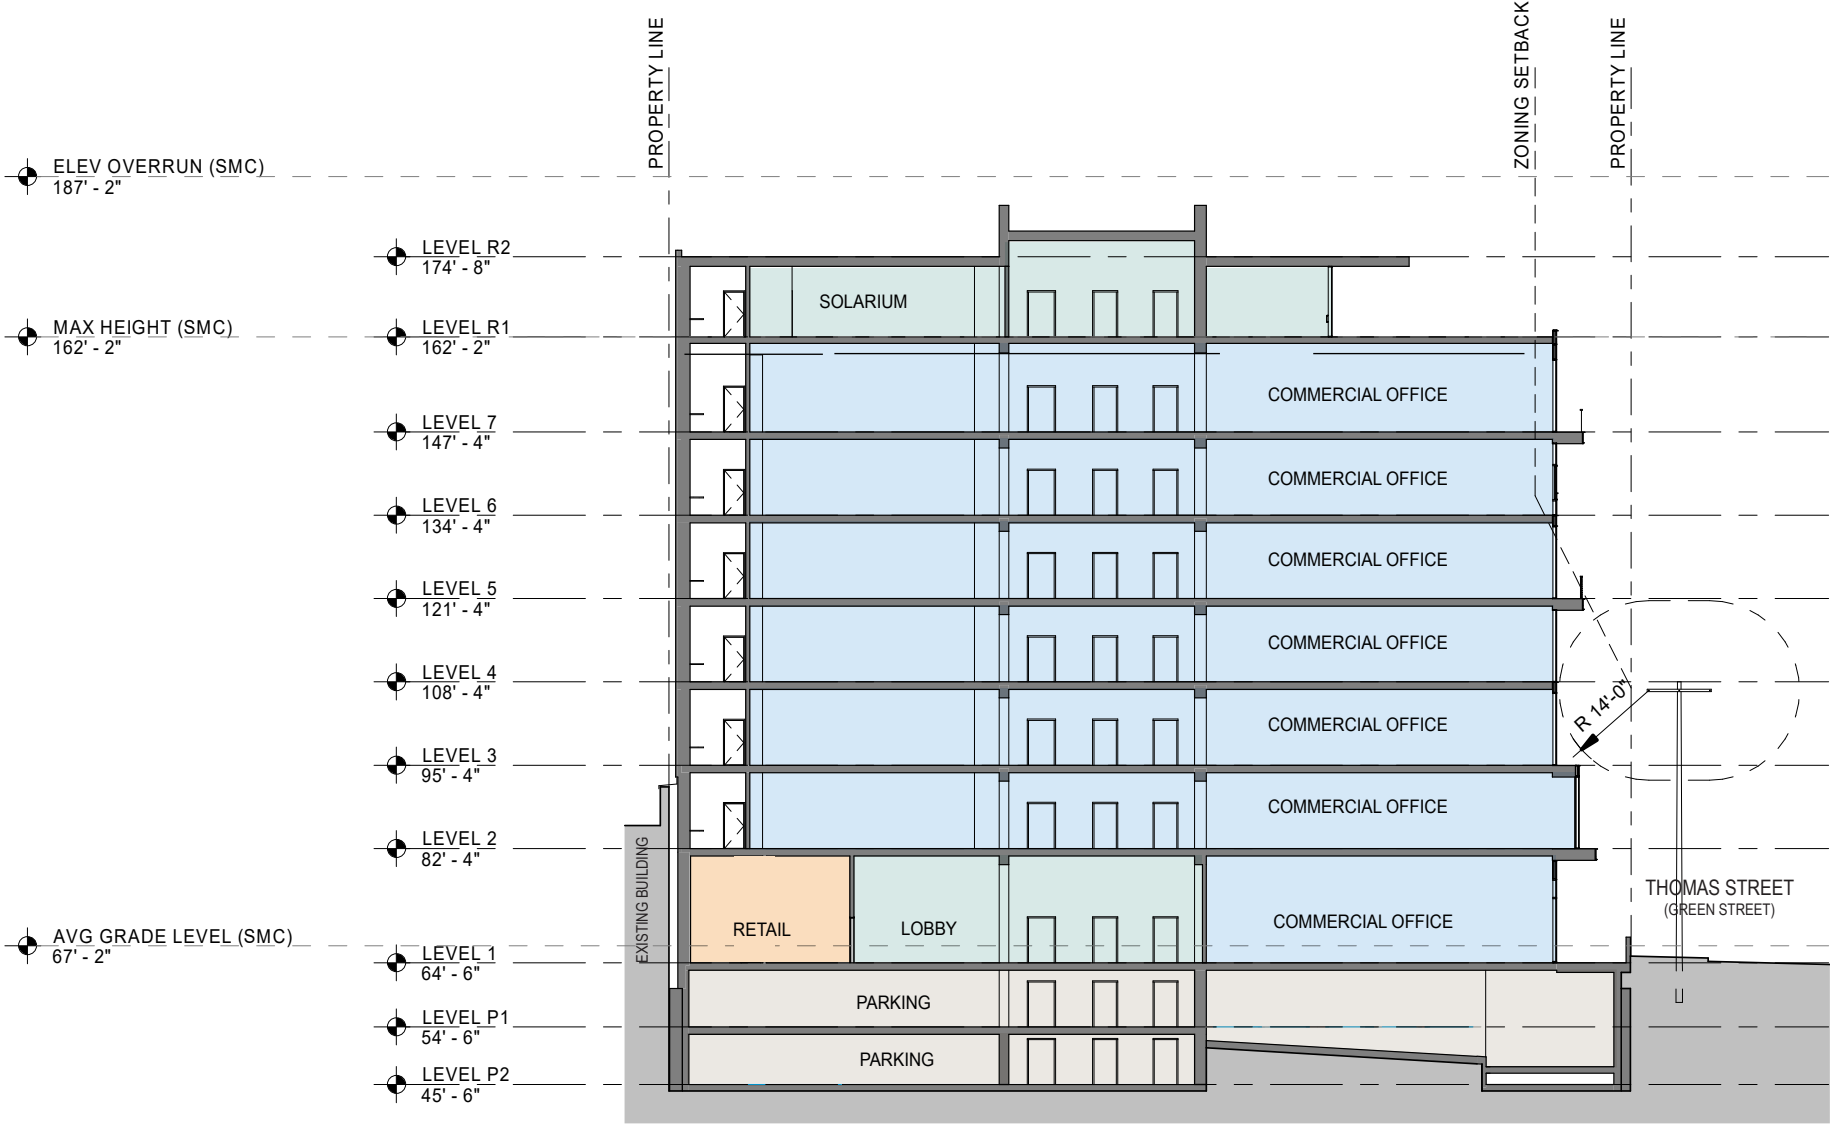 PROPERTY LINE
ZONING SETBACK
PROPERTY LINE
ELEV OVERRUN (SMC)
187' - 2"
LEVEL R2
174' - 8"
SOLARIUM
MAX HEIGHT (SMC)
162' - 2"
LEVEL R1
162' - 2"
COMMERCIAL OFFICE
LEVEL 7
147' - 4"
COMMERCIAL OFFICE
LEVEL 6
134' - 4"
COMMERCIAL OFFICE
LEVEL 5
121' - 4"
COMMERCIAL OFFICE
LEVEL 4
108' - 4"
R 14'-0"
COMMERCIAL OFFICE
LEVEL 3
95' - 4"
COMMERCIAL OFFICE
LEVEL 2
82' - 4"
EXISTING BUILDING
THOMAS STREET
(GREEN STREET)
RETAIL
LOBBY
COMMERCIAL OFFICE
AVG GRADE LEVEL (SMC)
67' - 2"
LEVEL 1
64' - 6"
PARKING
LEVEL P1
54' - 6"
PARKING
LEVEL P2
45' - 6"